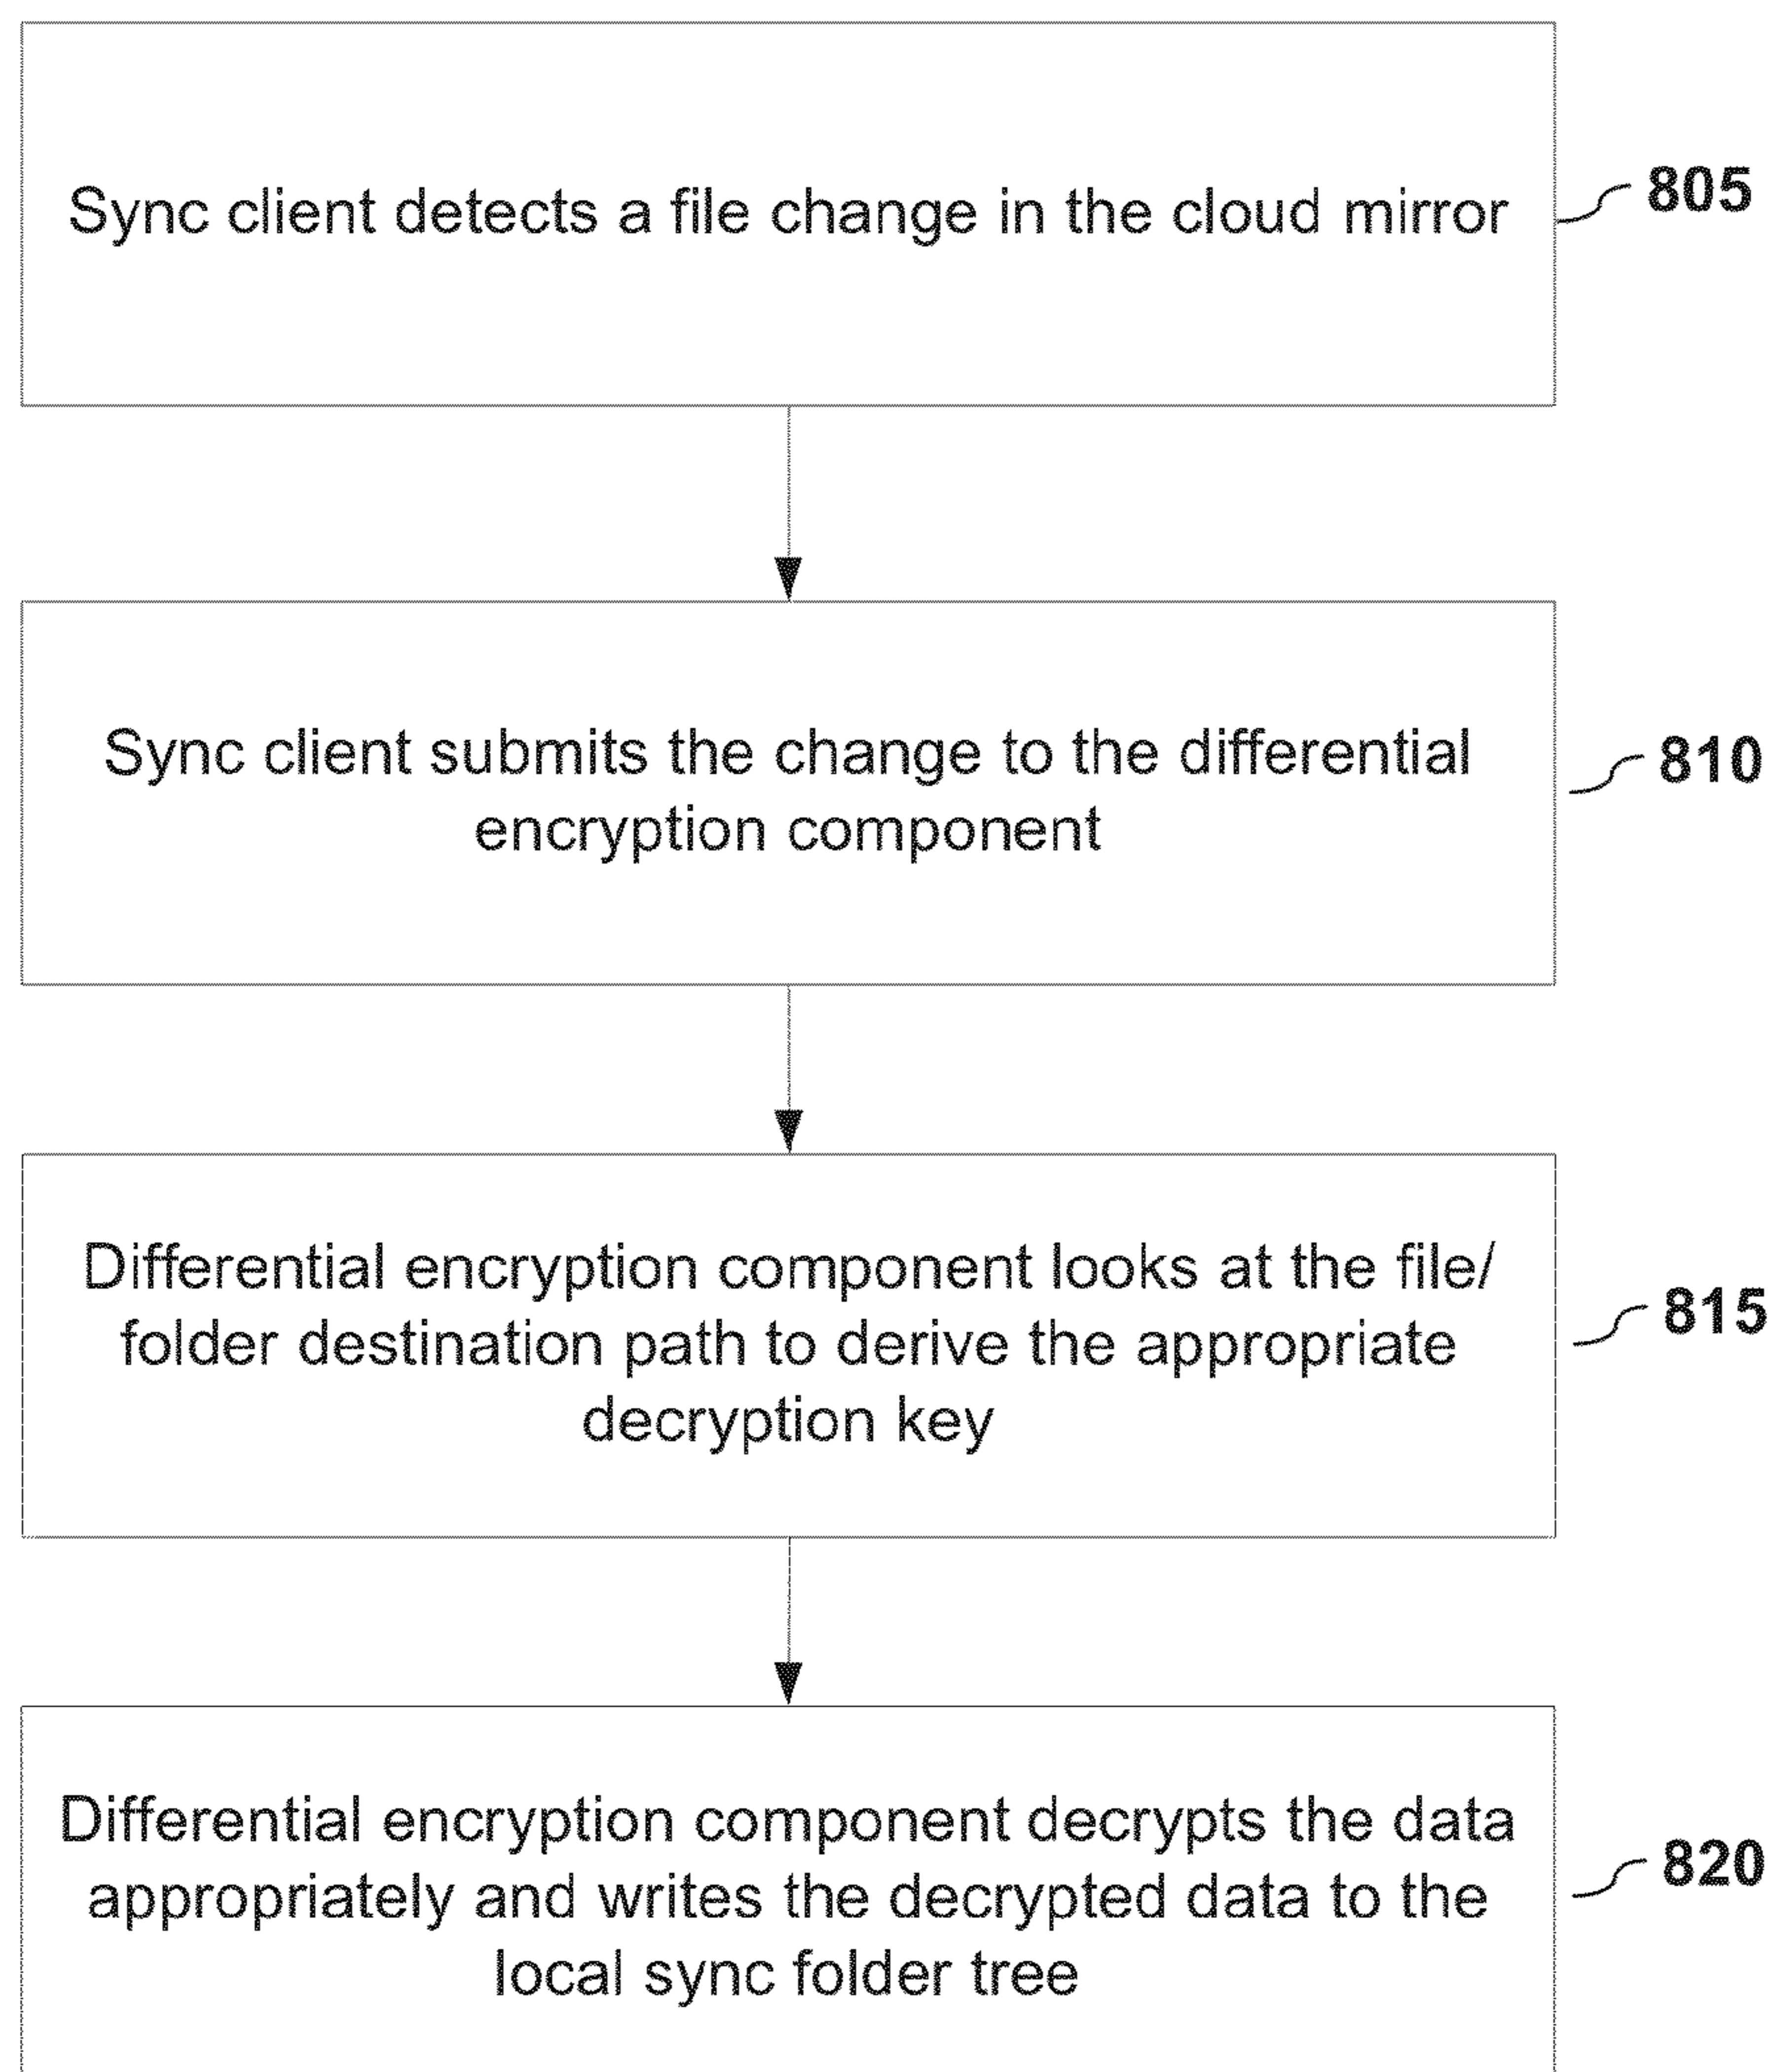 Sync client detects a file change in the cloud mirror
805
Sync client submits the change to the differential
encryption component
810
Differential encryption component looks at the file/
folder destination path to derive the appropriate
decryption key
815
Differential encryption component decrypts the data
appropriately and writes the decrypted data to the
local sync folder tree
820